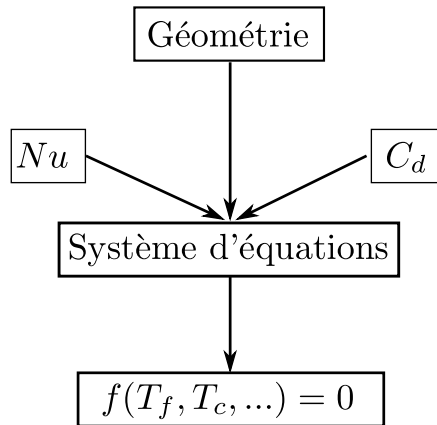 Géométrie
Nu
C_d
Système d'équations
f(T_f, T_c, ...) = 0